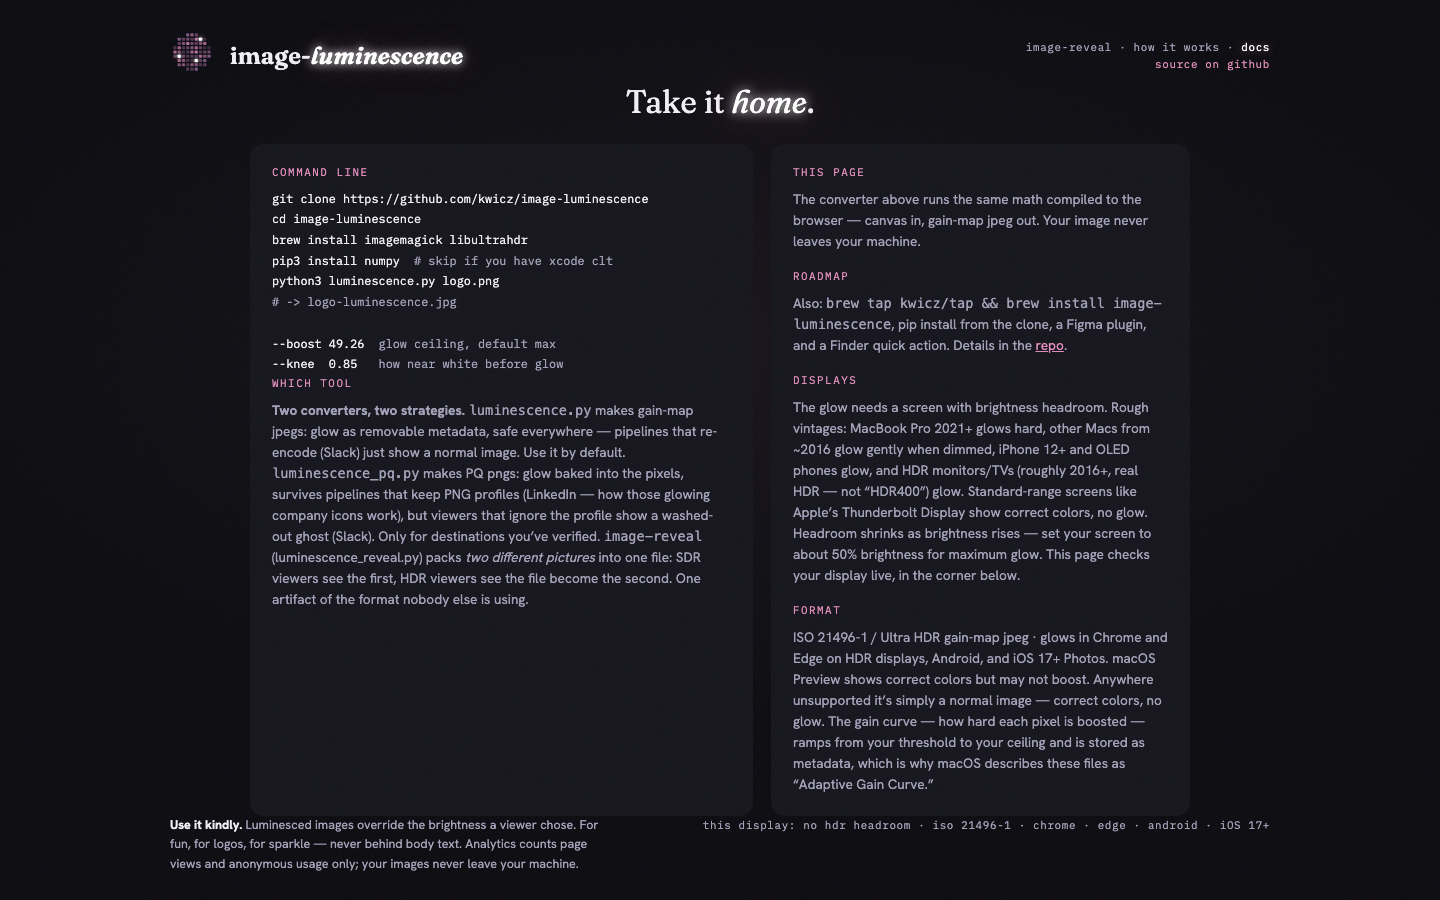 image-luminescence
image-reveal · how it works · docs
source on github
Take it home.
COMMAND LINE
git clone https://github.com/kwicz/image-luminescence
cd image-luminescence
brew install imagemagick libultrahdr
pip3 install numpy  # skip if you have xcode clt
python3 luminescence.py logo.png
# -> logo-luminescence.jpg
--boost 49.26  glow ceiling, default max
--knee  0.85   how near white before glow
WHICH TOOL
Two converters, two strategies. luminescence.py makes gain-map
jpegs: glow as removable metadata, safe everywhere — pipelines that re-
encode (Slack) just show a normal image. Use it by default.
luminescence_pq.py makes PQ pngs: glow baked into the pixels,
survives pipelines that keep PNG profiles (LinkedIn — how those glowing
company icons work), but viewers that ignore the profile show a washed-
out ghost (Slack). Only for destinations you’ve verified. image-reveal
(luminescence_reveal.py) packs two different pictures into one file: SDR
viewers see the first, HDR viewers see the file become the second. One
artifact of the format nobody else is using.
THIS PAGE
The converter above runs the same math compiled to the
browser — canvas in, gain-map jpeg out. Your image never
leaves your machine.
ROADMAP
Also: brew tap kwicz/tap && brew install image-
luminescence, pip install from the clone, a Figma plugin,
and a Finder quick action. Details in the repo.
DISPLAYS
The glow needs a screen with brightness headroom. Rough
vintages: MacBook Pro 2021+ glows hard, other Macs from
~2016 glow gently when dimmed, iPhone 12+ and OLED
phones glow, and HDR monitors/TVs (roughly 2016+, real
HDR — not “HDR400”) glow. Standard-range screens like
Apple’s Thunderbolt Display show correct colors, no glow.
Headroom shrinks as brightness rises — set your screen to
about 50% brightness for maximum glow. This page checks
your display live, in the corner below.
FORMAT
ISO 21496-1 / Ultra HDR gain-map jpeg · glows in Chrome and
Edge on HDR displays, Android, and iOS 17+ Photos. macOS
Preview shows correct colors but may not boost. Anywhere
unsupported it’s simply a normal image — correct colors, no
glow. The gain curve — how hard each pixel is boosted —
ramps from your threshold to your ceiling and is stored as
metadata, which is why macOS describes these files as
“Adaptive Gain Curve.”
Use it kindly. Luminesced images override the brightness a viewer chose. For
fun, for logos, for sparkle — never behind body text. Analytics counts page
views and anonymous usage only; your images never leave your machine.
this display: no hdr headroom · iso 21496-1 · chrome · edge · android · iOS 17+